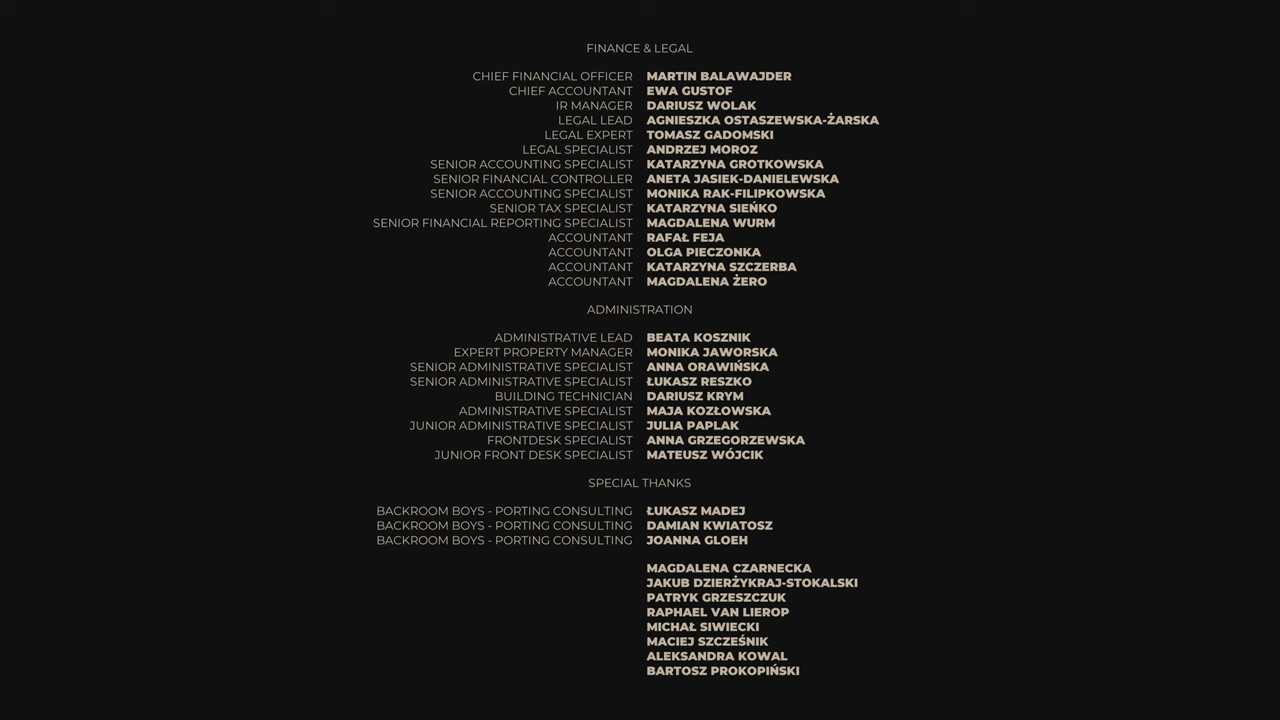 FINANCE & LEGAL
CHIEF FINANCIAL OFFICER MARTIN BALAWAJDER
CHIEF ACCOUNTANT EWA GUSTOF
IR MANAGER DARIUSZ WOLAK
LEGAL LEAD AGNIESZKA OSTASZEWSKA-ŻARSKA
LEGAL EXPERT TOMASZ GADOMSKI
LEGAL SPECIALIST ANDRZEJ MOROZ
SENIOR ACCOUNTING SPECIALIST KATARZYNA GROTKOWSKA
SENIOR FINANCIAL CONTROLLER ANETA JASIEK-DANIELEWSKA
SENIOR ACCOUNTING SPECIALIST MONIKA RAK-FILIPKOWSKA
SENIOR TAX SPECIALIST KATARZYNA SIEŃKO
SENIOR FINANCIAL REPORTING SPECIALIST MAGDALENA WURM
ACCOUNTANT RAFAŁ FEJA
ACCOUNTANT OLGA PIECZONKA
ACCOUNTANT KATARZYNA SZCZERBA
ACCOUNTANT MAGDALENA ŻERO
ADMINISTRATION
ADMINISTRATIVE LEAD BEATA KOSZNIK
EXPERT PROPERTY MANAGER MONIKA JAWORSKA
SENIOR ADMINISTRATIVE SPECIALIST ANNA ORAWIŃSKA
SENIOR ADMINISTRATIVE SPECIALIST ŁUKASZ RESZKO
BUILDING TECHNICIAN DARIUSZ KRYM
ADMINISTRATIVE SPECIALIST MAJA KOZŁOWSKA
JUNIOR ADMINISTRATIVE SPECIALIST JULIA PAPLAK
FRONTDESK SPECIALIST ANNA GRZEGORZEWSKA
JUNIOR FRONT DESK SPECIALIST MATEUSZ WÓJCIK
SPECIAL THANKS
BACKROOM BOYS - PORTING CONSULTING ŁUKASZ MADEJ
BACKROOM BOYS - PORTING CONSULTING DAMIAN KWIATOSZ
BACKROOM BOYS - PORTING CONSULTING JOANNA GLOEH
MAGDALENA CZARNECKA
JAKUB DZIERŻYKRAJ-STOKALSKI
PATRYK GRZESZCZUK
RAPHAEL VAN LIEROP
MICHAŁ SIWIECKI
MACIEJ SZCZEŚNIK
ALEKSANDRA KOWAL
BARTOSZ PROKOPIŃSKI